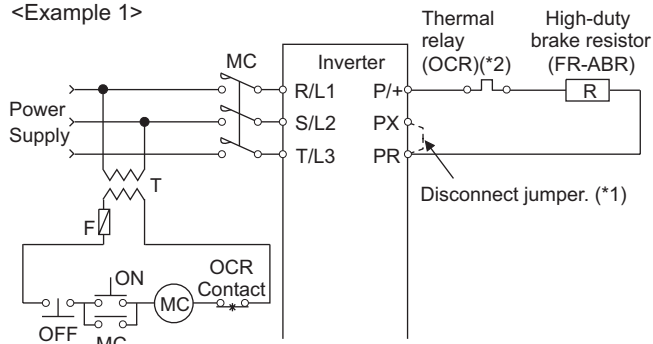 <Example 1>
Thermal
relay
(OCR)(*2)
High-duty
brake resistor
(FR-ABR)
MC
Inverter
R/L1
P/+
R
Power
Supply
S/L2
PX
T/L3
PR
Disconnect jumper. (*1)
T
F
ON
OCR
Contact
MC
OFF
MC